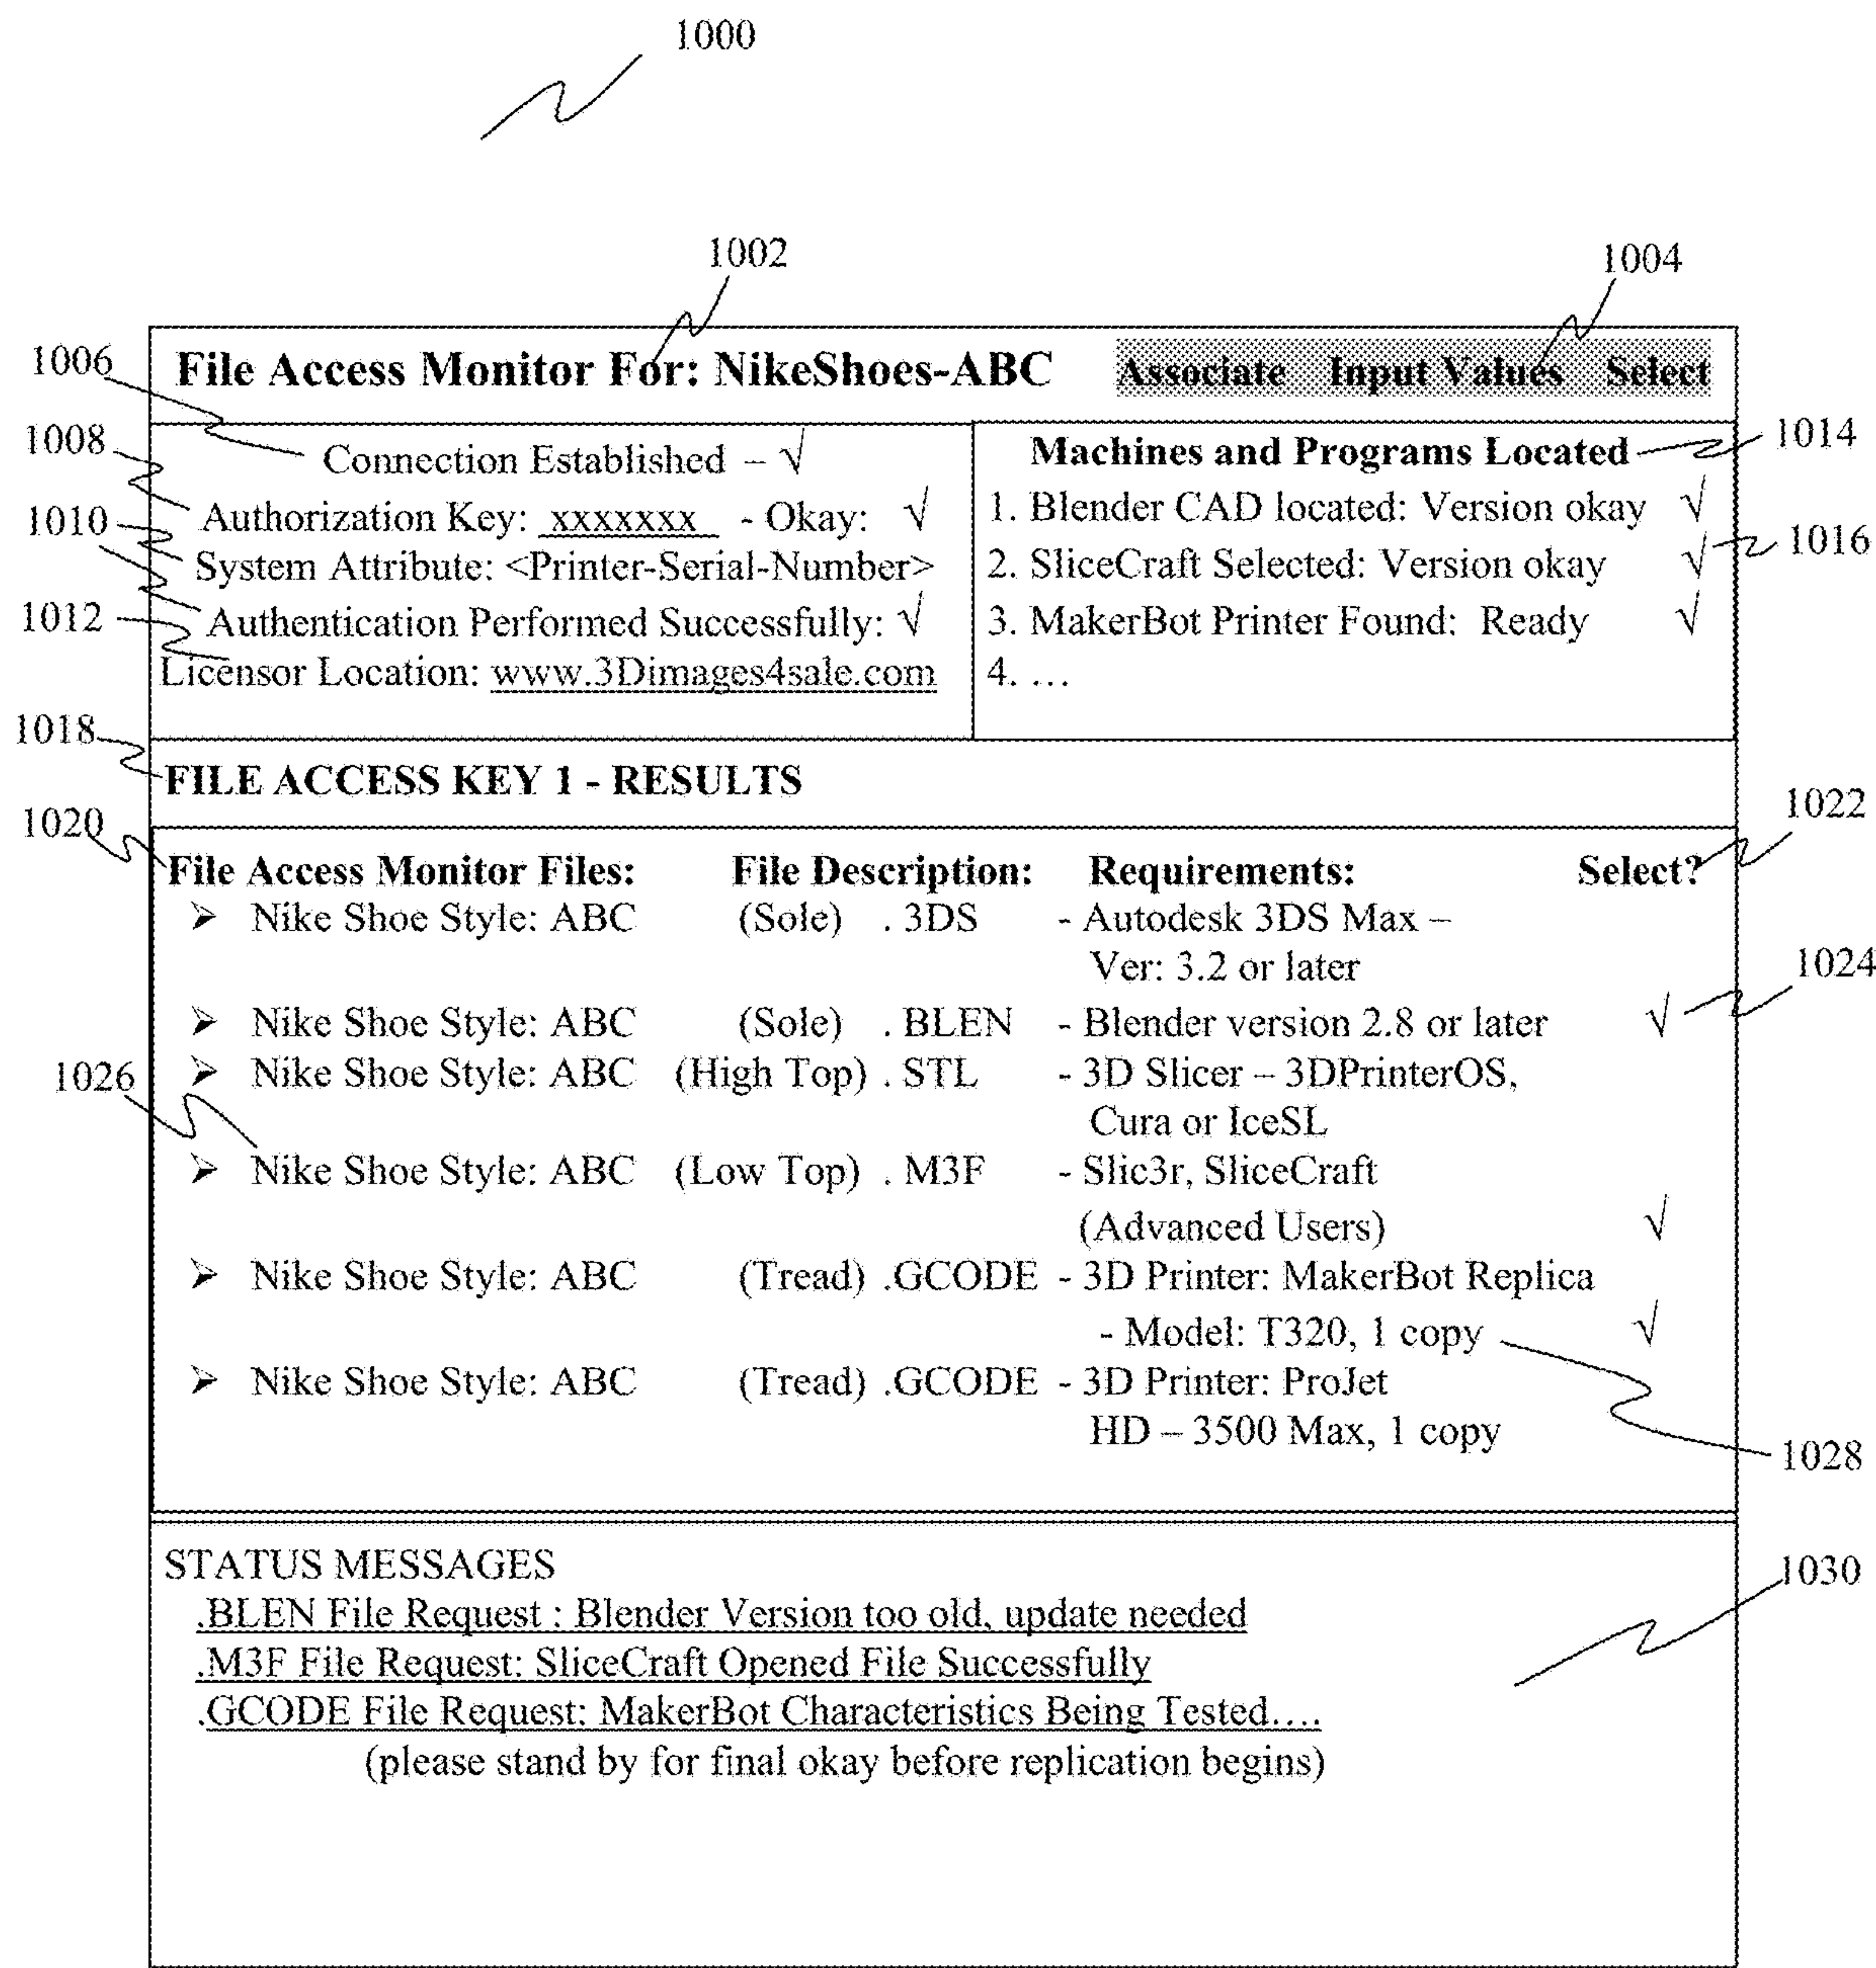 1000
1002
1004
File Access Monitor For: NikeShoes-ABC
Associate Input Values Select
1006
Connection Established – √
1008
Authorization Key: xxxxxxx - Okay: √
1010
System Attribute: <Printer-Serial-Number>
Authentication Performed Successfully: √
1012
Licensor Location: www.3Dimages4sale.com
Machines and Programs Located
1014
1. Blender CAD located: Version okay √
2. SliceCraft Selected: Version okay √
1016
3. MakerBot Printer Found: Ready √
4. ...
1018
FILE ACCESS KEY 1 - RESULTS
1020
1022
File Access Monitor Files: File Description: Requirements: Select?
➢ Nike Shoe Style: ABC (Sole) . 3DS - Autodesk 3DS Max –
Ver: 3.2 or later
1024
➢ Nike Shoe Style: ABC (Sole) . BLEN - Blender version 2.8 or later √
1026
➢ Nike Shoe Style: ABC (High Top) . STL - 3D Slicer – 3DPrinterOS,
Cura or IceSL
➢ Nike Shoe Style: ABC (Low Top) . M3F - Slic3r, SliceCraft
(Advanced Users) √
➢ Nike Shoe Style: ABC (Tread) .GCODE - 3D Printer: MakerBot Replica
- Model: T320, 1 copy √
➢ Nike Shoe Style: ABC (Tread) .GCODE - 3D Printer: ProJet
HD – 3500 Max, 1 copy
1028
STATUS MESSAGES
1030
.BLEN File Request : Blender Version too old, update needed
.M3F File Request: SliceCraft Opened File Successfully
.GCODE File Request: MakerBot Characteristics Being Tested....
(please stand by for final okay before replication begins)